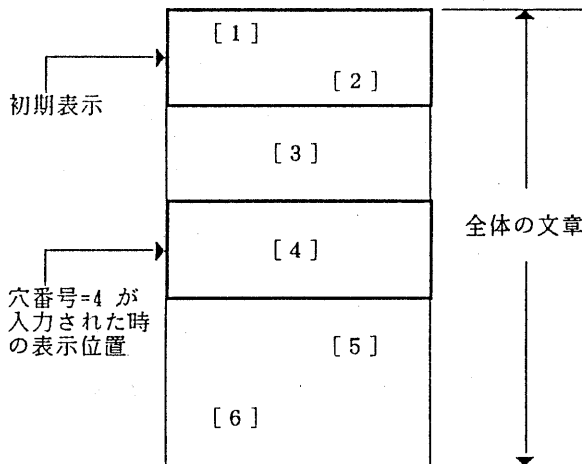 [1]
[2]
初期表示
[3]
全体の文章
[4]
穴番号=4 が
入力された時
の表示位置
[5]
[6]